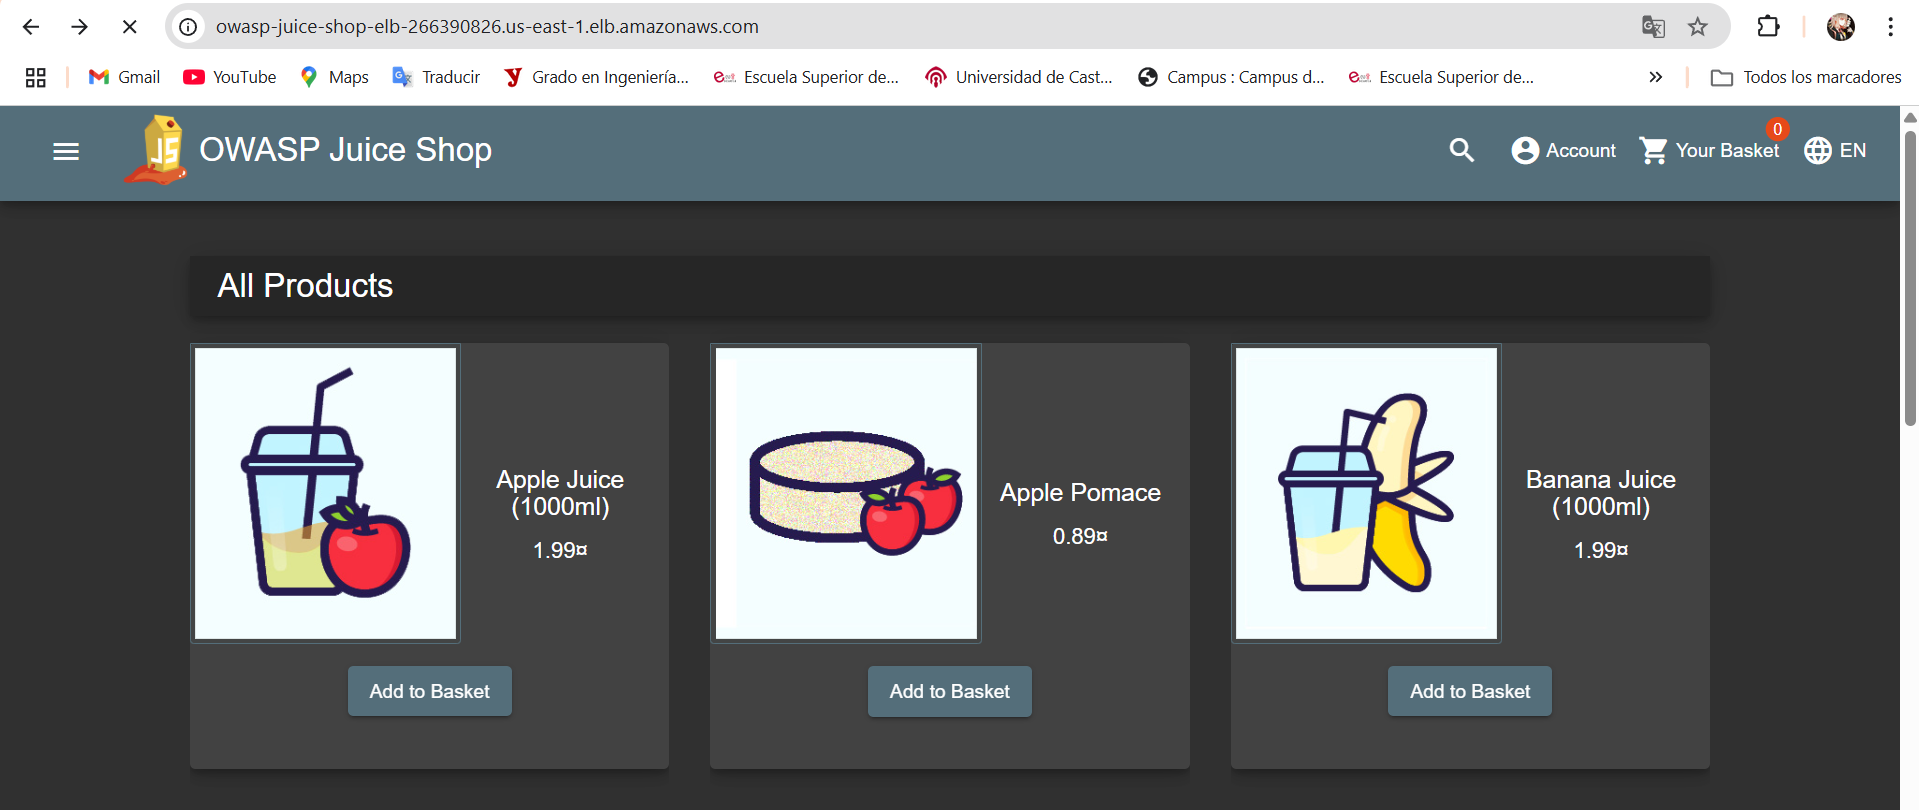 owasp-juice-shop-elb-266390826.us-east-1.elb.amazonaws.com
Gmail YouTube Maps Traducir Grado en Ingeniería... Escuela Superior de... Universidad de Cast... Campus : Campus d... Escuela Superior de... » Todos los marcadores
JS OWASP Juice Shop Account Your Basket 0 EN
All Products
Apple Juice
(1000ml)
1.99¤
Add to Basket
Apple Pomace
0.89¤
Add to Basket
Banana Juice
(1000ml)
1.99¤
Add to Basket